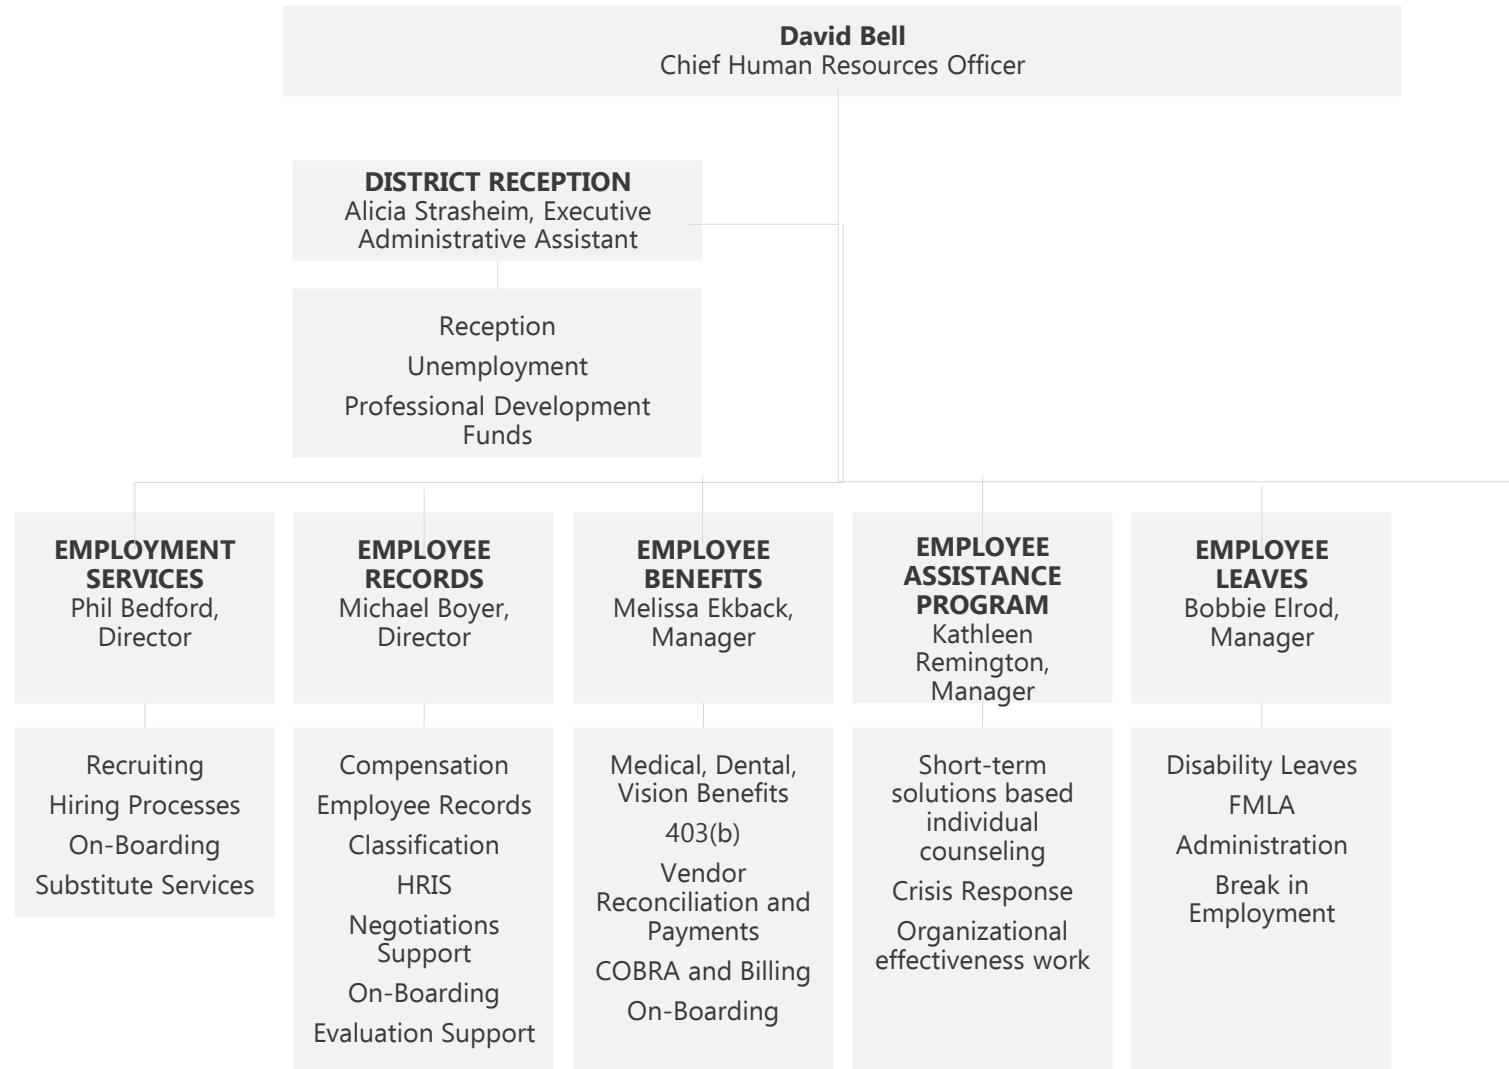 David Bell
Chief Human Resources Officer
DISTRICT RECEPTION
Alicia Strasheim, Executive
Administrative Assistant
Reception
Unemployment
Professional Development
Funds
EMPLOYMENT
SERVICES
Phil Bedford,
Director
EMPLOYEE
RECORDS
Michael Boyer,
Director
EMPLOYEE
BENEFITS
Melissa Ekback,
Manager
EMPLOYEE
ASSISTANCE
PROGRAM
Kathleen
Remington,
Manager
EMPLOYEE
LEAVES
Bobbie Elrod,
Manager
Recruiting
Hiring Processes
On-Boarding
Substitute Services
Compensation
Employee Records
Classification
HRIS
Negotiations
Support
On-Boarding
Evaluation Support
Medical, Dental,
Vision Benefits
403(b)
Vendor
Reconciliation and
Payments
COBRA and Billing
On-Boarding
Short-term
solutions based
individual
counseling
Crisis Response
Organizational
effectiveness work
Disability Leaves
FMLA
Administration
Break in
Employment